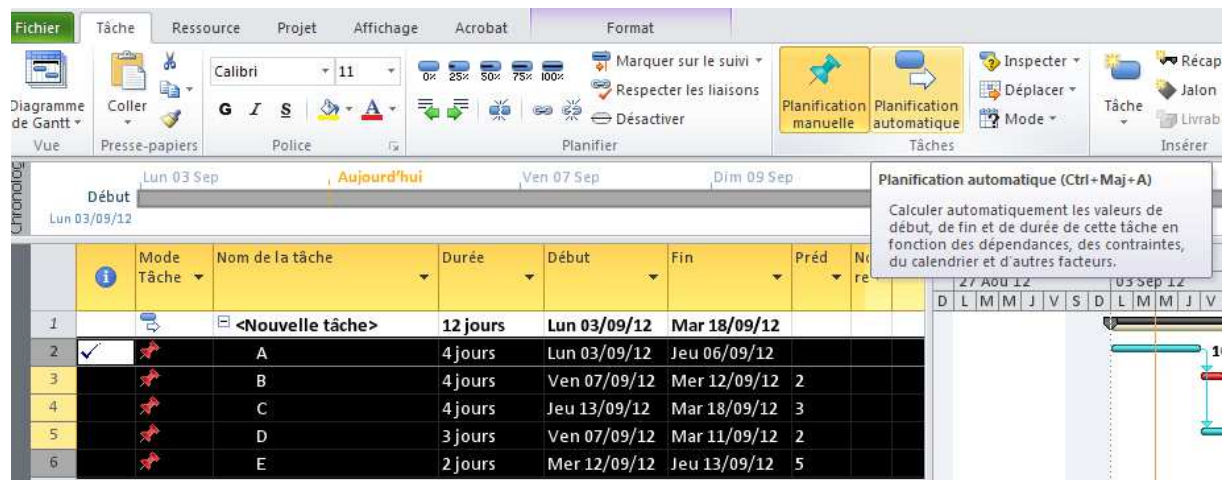 Fichier Tâche Ressource Projet Affichage Acrobat Format
Calibri 11
0% 25% 50% 75% 100%
Marquer sur le suivi
Respecter les liaisons
Désactiver
G I S A
Diagramme de Gantt
Coller
Planification manuelle
Planification automatique
Inspecter
Déplacer
Mode
Tâche
Récap
Jalon
Livrab
Vue Presse-papiers Police Planifier Tâches Insérer
Lun 03 Sep Aujourd'hui Ven 07 Sep Dim 09 Sep
Début
Lun 03/09/12
Planification automatique (Ctrl+Maj+A)
Calculer automatiquement les valeurs de
début, de fin et de durée de cette tâche en
fonction des dépendances, des contraintes,
du calendrier et d'autres facteurs.
Mode Tâche Nom de la tâche Durée Début Fin Préd
27 Aoû 12 03 Sep 12
D L M M J V S D L M M J V
1 <Nouvelle tâche> 12 jours Lun 03/09/12 Mar 18/09/12
2 A 4 jours Lun 03/09/12 Jeu 06/09/12
3 B 4 jours Ven 07/09/12 Mer 12/09/12 2
4 C 4 jours Jeu 13/09/12 Mar 18/09/12 3
5 D 3 jours Ven 07/09/12 Mar 11/09/12 2
6 E 2 jours Mer 12/09/12 Jeu 13/09/12 5